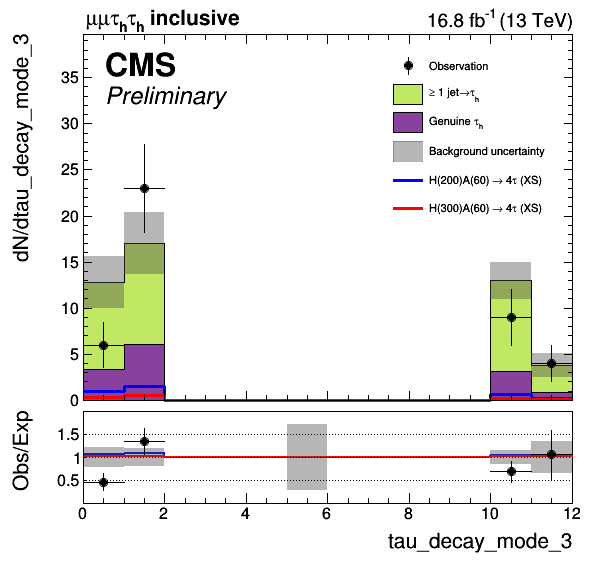 μμτhτh inclusive
16.8 fb-1 (13 TeV)
dN/dtau_decay_mode_3
CMS
Preliminary
Observation
≥ 1 jet→τh
Genuine τh
Background uncertainty
H(200)A(60) → 4τ (XS)
H(300)A(60) → 4τ (XS)
35
30
25
20
15
10
5
0
Obs/Exp
1.5
1
0.5
0 2 4 6 8 10 12
tau_decay_mode_3